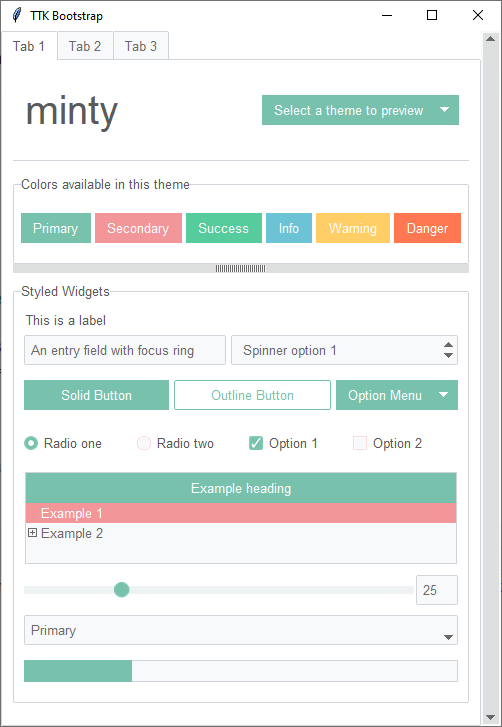 TTK Bootstrap
Tab 1 Tab 2 Tab 3
minty
Select a theme to preview
Colors available in this theme
Primary Secondary Success Info Warning Danger
Styled Widgets
This is a label
An entry field with focus ring Spinner option 1
Solid Button Outline Button Option Menu
Radio one Radio two Option 1 Option 2
Example heading
Example 1
Example 2
25
Primary